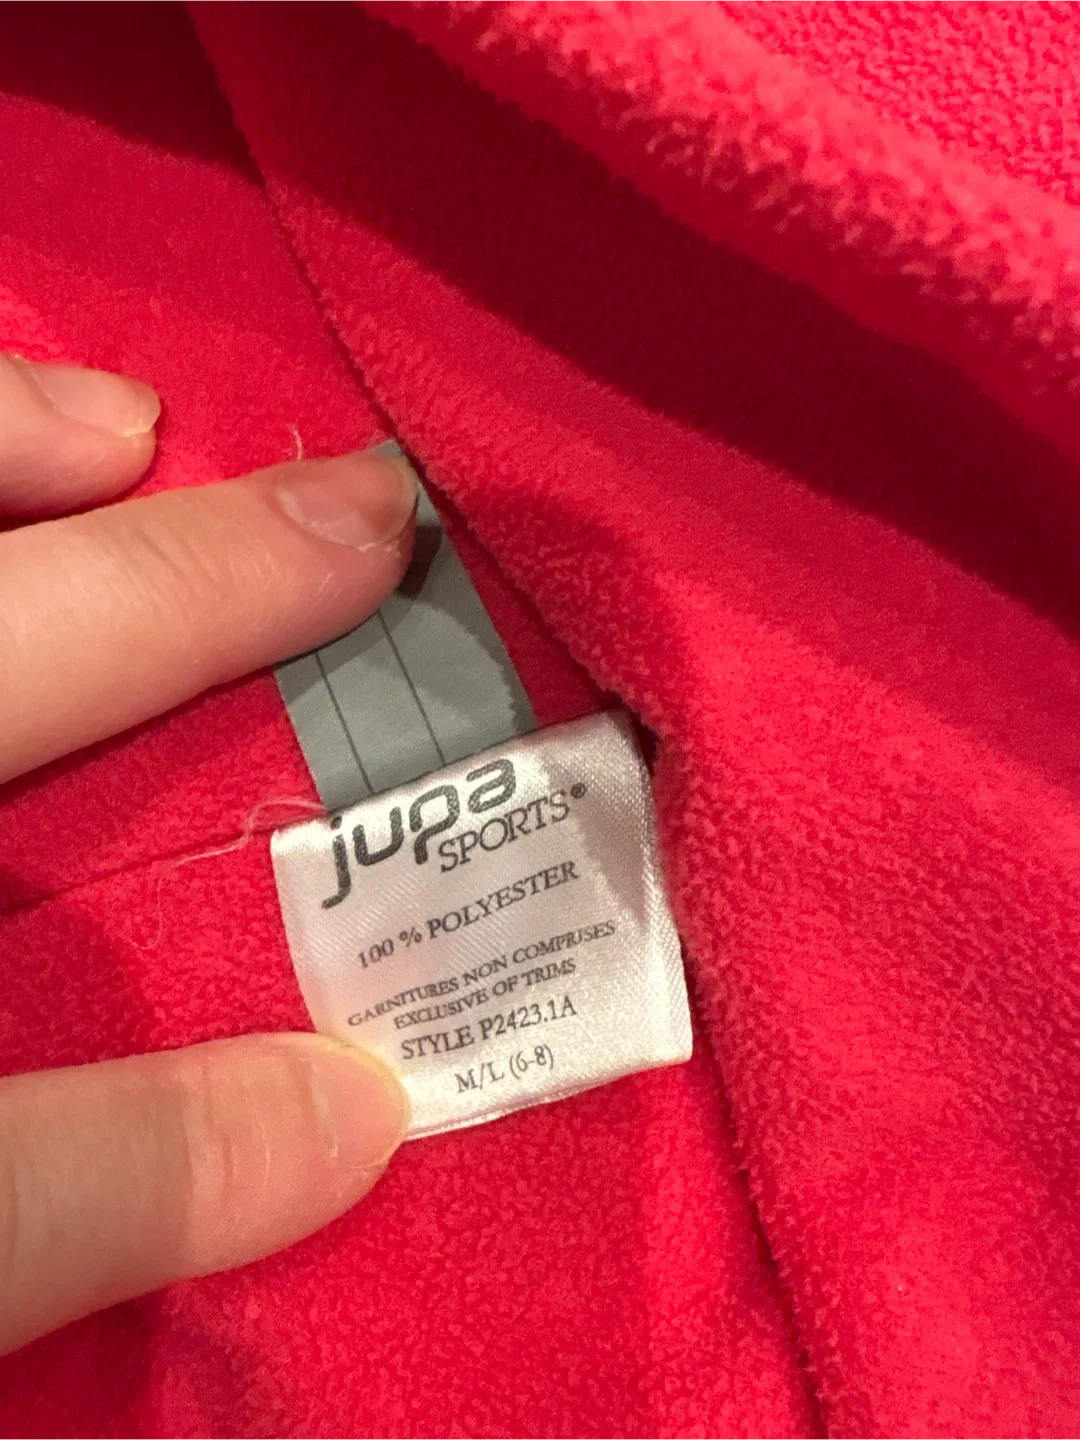 jupa
SPORTS®
100 % POLYESTER
GARNITURES NON COMPRISES
EXCLUSIVE OF TRIMS
STYLE P2423.1A
M/L (6-8)